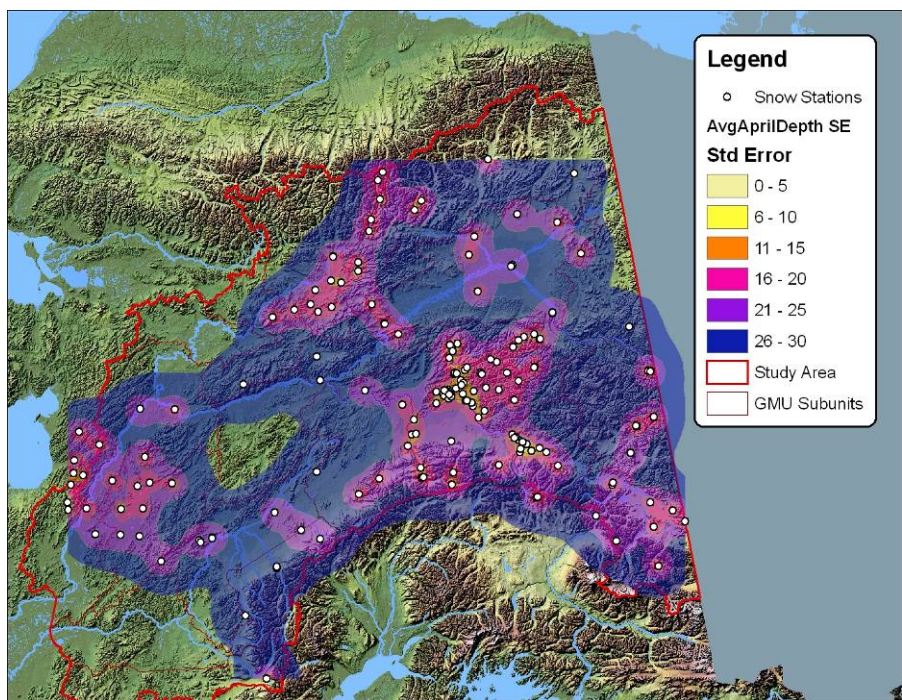 Legend
Snow Stations
AvgAprilDepth SE
Std Error
0 - 5
6 - 10
11 - 15
16 - 20
21 - 25
26 - 30
Study Area
GMU Subunits